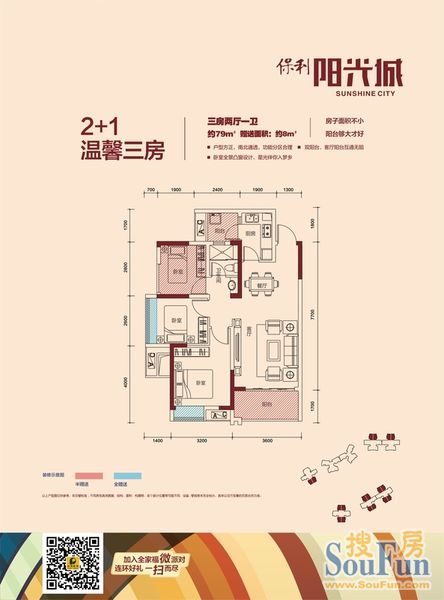 保利 阳光城
SUNSHINE CITY
2+1
温馨三房
三房两厅一卫
约79㎡ 赠送面积：约8㎡
户型方正、南北通透，功能分区合理
双阳台、客厅阳台互通无阻
卧室全景凸窗设计，星光伴你入梦乡
房子面积不小
阳台够大才好
700 1900 1900 1900 1300
1700
2800
2600
4000
1800
7700
1700
阳台
厨房
卧室
卫生间
餐厅
卧室
客厅
卧室
阳台
1400 3200 3600
装修示意图
半赠送
全赠送
加入全家福微派对
连环好礼 一扫而尽
搜房
SouFun
www.SouFun.com